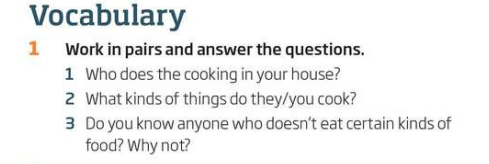 Vocabulary
1 Work in pairs and answer the questions.
1 Who does the cooking in your house?
2 What kinds of things do they/you cook?
3 Do you know anyone who doesn't eat certain kinds of
food? Why not?